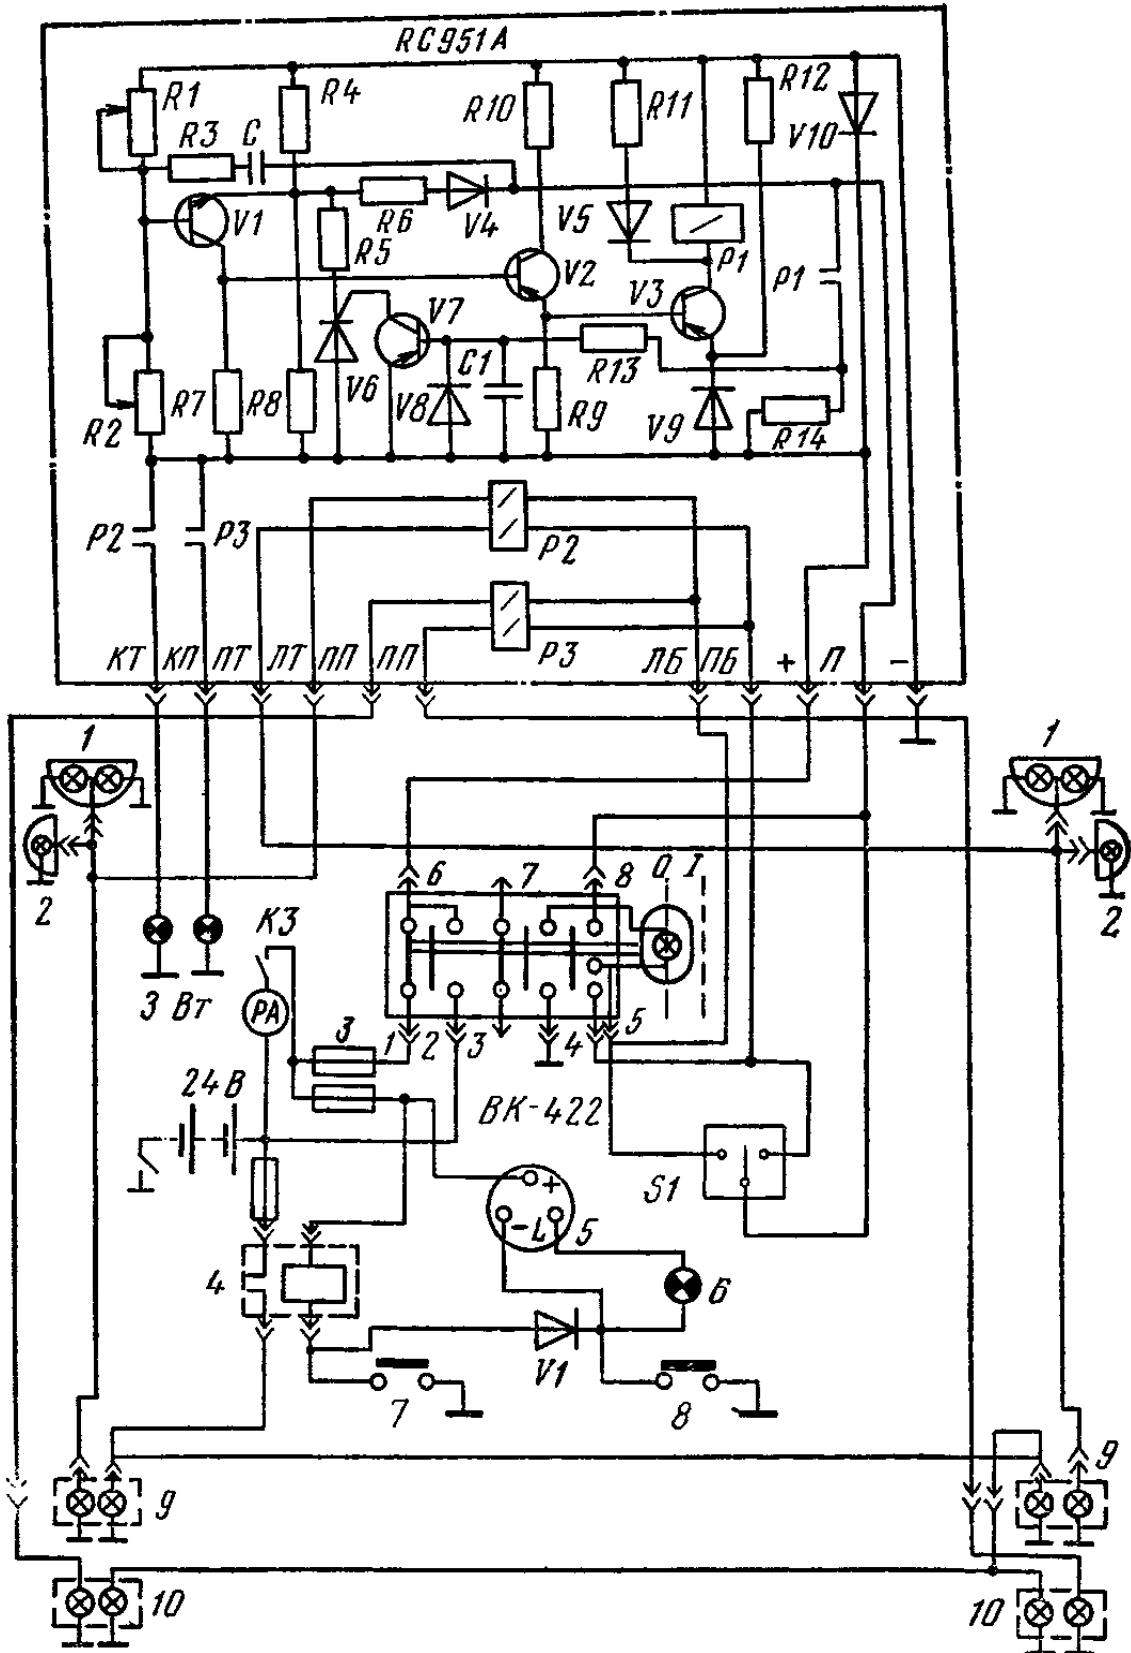 RC951A
R1
R4
R10
R11
R12
R3
C
V10
V1
R6
V4
V5
R5
P1
V2
V3
P1
V7
C1
R13
V6
V8
R7
R8
R9
V9
R14
R2
P2
P3
P2
P3
КТ
КП
ПТ
ЛТ
ПП
ПП
ЛБ
ПБ
+
П
-
1
1
2
2
6
7
8
0
I
КЗ
3 Вт
PA
3
1
2
3
4
5
24В
ВК-422
S1
+
-
L
5
4
6
V1
7
8
9
9
10
10